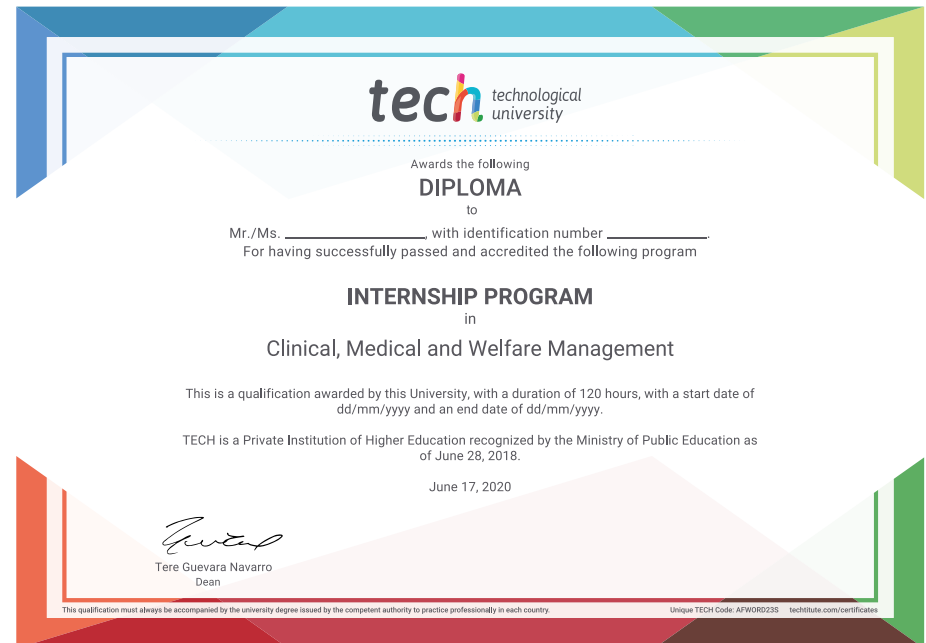 tech technological
university
Awards the following
DIPLOMA
to
Mr./Ms. ____________________, with identification number ______________.
For having successfully passed and accredited the following program
INTERNSHIP PROGRAM
in
Clinical, Medical and Welfare Management
This is a qualification awarded by this University, with a duration of 120 hours, with a start date of
dd/mm/yyyy and an end date of dd/mm/yyyy.
TECH is a Private Institution of Higher Education recognized by the Ministry of Public Education as
of June 28, 2018.
June 17, 2020
Tere Guevara Navarro
Dean
This qualification must always be accompanied by the university degree issued by the competent authority to practice professionally in each country. Unique TECH Code: AFWORD23S techtitute.com/certificates